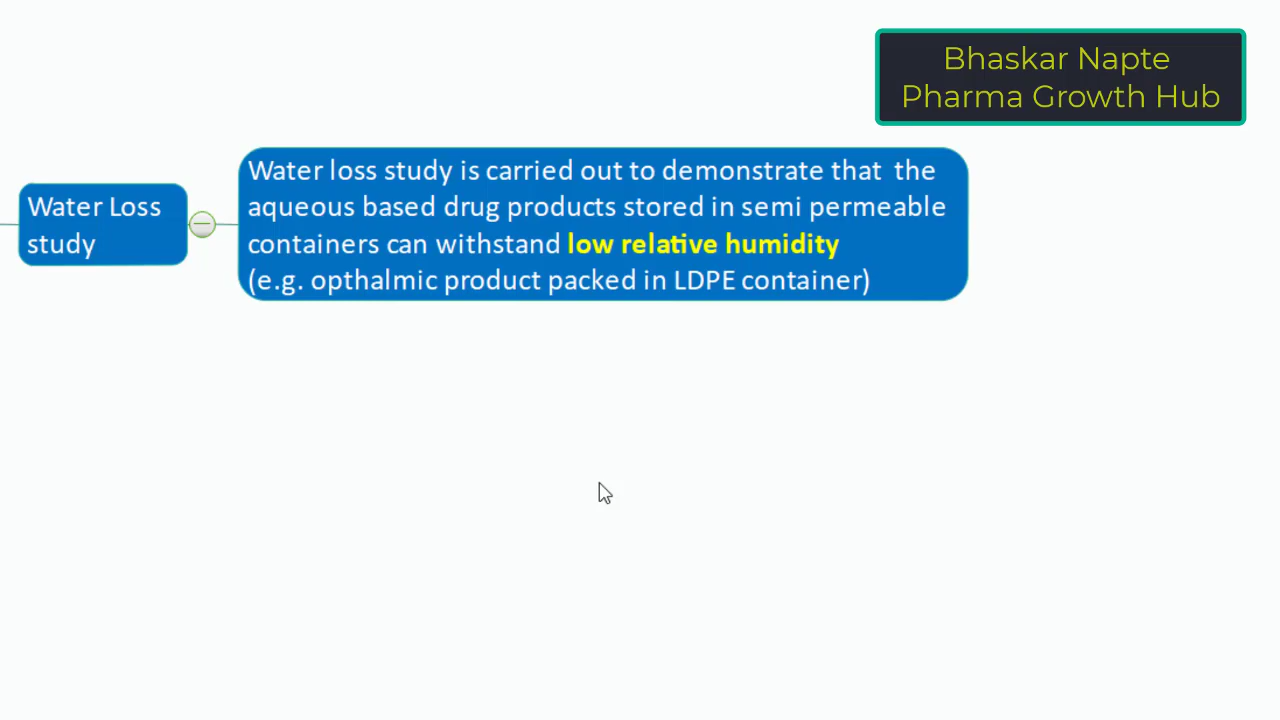 Bhaskar Napte
Pharma Growth Hub
Water Loss
study
Water loss study is carried out to demonstrate that the
aqueous based drug products stored in semi permeable
containers can withstand low relative humidity
(e.g. opthalmic product packed in LDPE container)